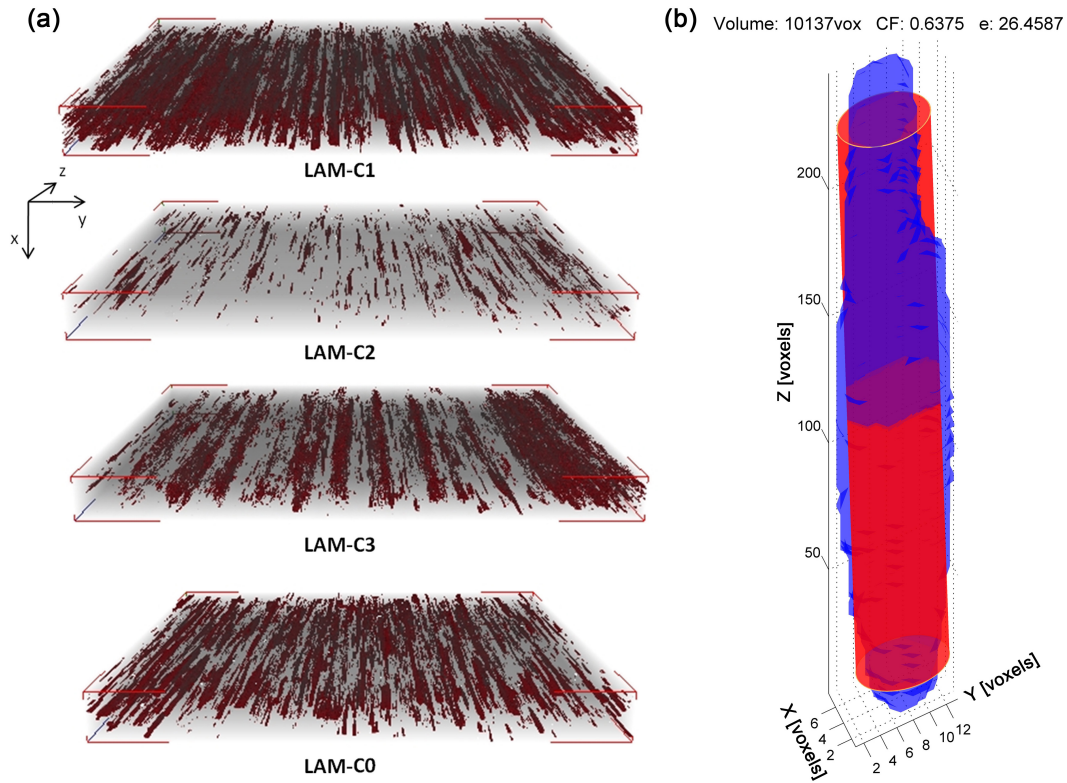 (a)
LAM-C1
z
y
x
LAM-C2
LAM-C3
LAM-C0
(b)
Volume: 10137vox CF: 0.6375 e: 26.4587
200
150
100
50
Z [voxels]
X [voxels]
6
4
2
2
4
6
8
10
12
Y [voxels]